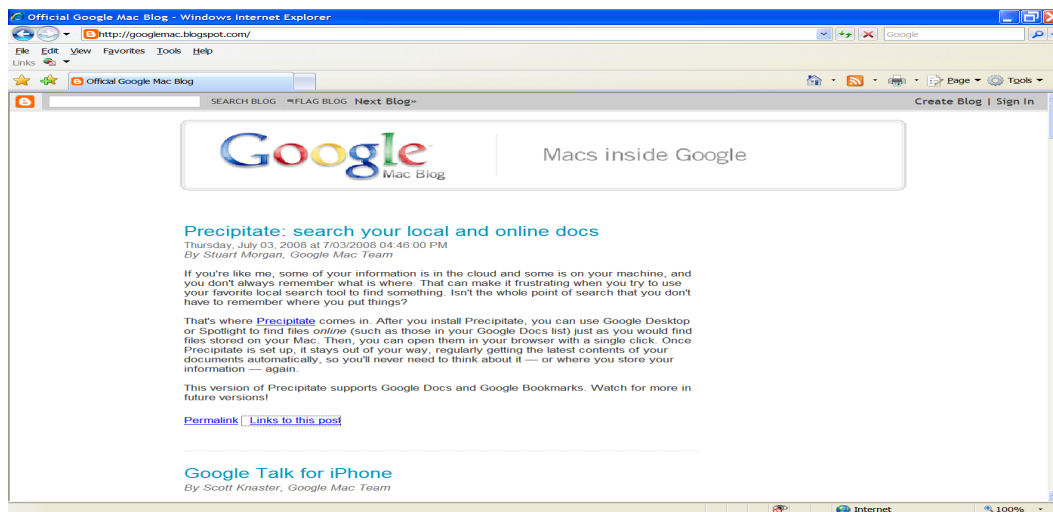 Official Google Mac Blog - Windows Internet Explorer
http://googlemac.blogspot.com/ Google
File Edit View Favorites Tools Help
Links
Official Google Mac Blog Page Tools
SEARCH BLOG FLAG BLOG Next Blog» Create Blog | Sign In
Google Mac Blog Macs inside Google
Precipitate: search your local and online docs
Thursday, July 03, 2008 at 7/03/2008 04:46:00 PM
By Stuart Morgan, Google Mac Team
If you're like me, some of your information is in the cloud and some is on your machine, and
you don't always remember what is where. That can make it frustrating when you try to use
your favorite local search tool to find something. Isn't the whole point of search that you don't
have to remember where you put things?
That's where Precipitate comes in. After you install Precipitate, you can use Google Desktop
or Spotlight to find files online (such as those in your Google Docs list) just as you would find
files stored on your Mac. Then, you can open them in your browser with a single click. Once
Precipitate is set up, it stays out of your way, regularly getting the latest contents of your
documents automatically, so you'll never need to think about it — or where you store your
information — again.
This version of Precipitate supports Google Docs and Google Bookmarks. Watch for more in
future versions!
Permalink Links to this post
Google Talk for iPhone
By Scott Knaster, Google Mac Team
Internet 100%